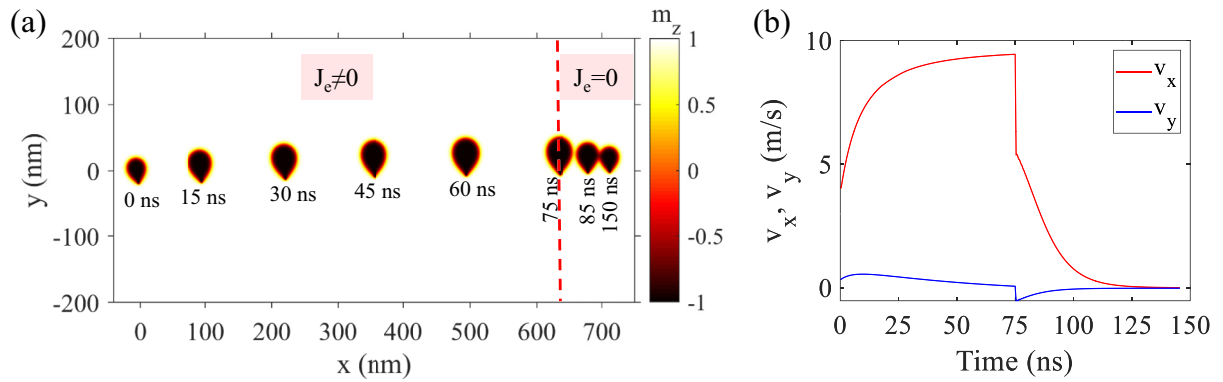 (a)
m_z
200
100
0
-100
-200
y (nm)
J_e≠0
J_e=0
0 ns
15 ns
30 ns
45 ns
60 ns
75 ns
85 ns
150 ns
0
100
200
300
400
500
600
700
x (nm)
1
0.5
0
-0.5
-1
(b)
10
5
0
v_x, v_y (m/s)
v_x
v_y
0
25
50
75
100
125
150
Time (ns)